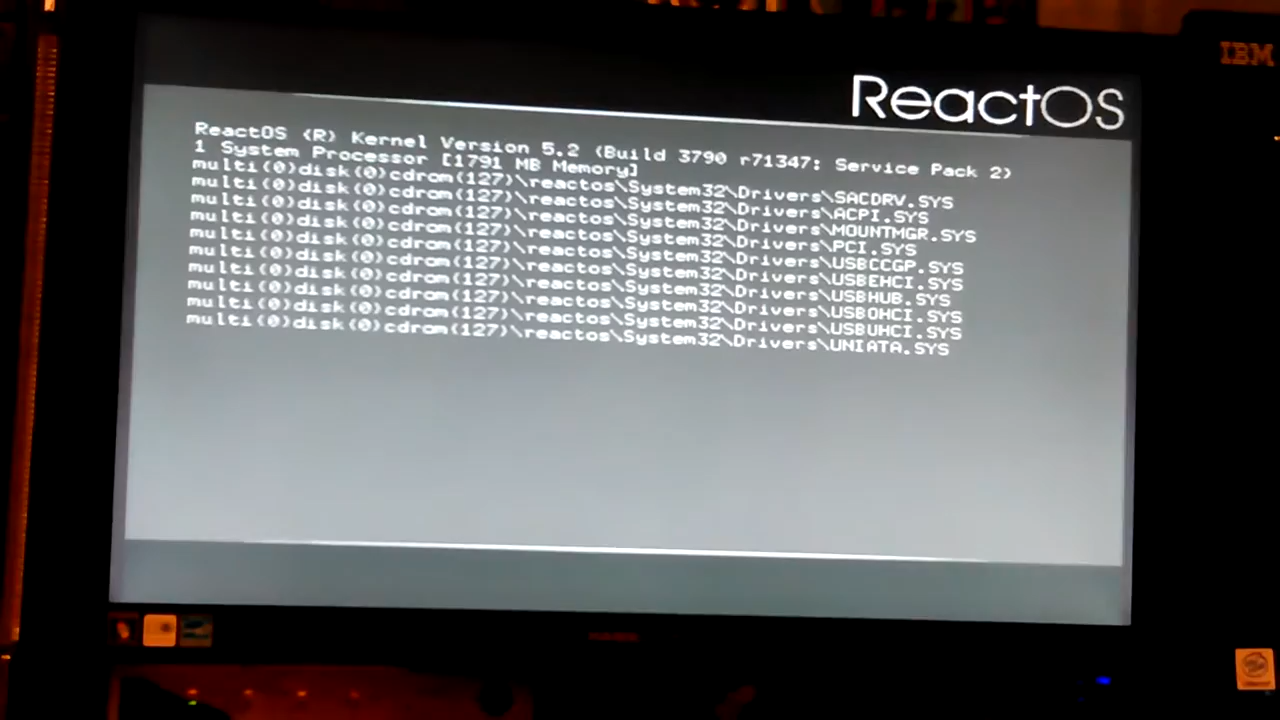 IBM
ReactOS
ReactOS (R) Kernel Version 5.2 (Build 3790 r71347: Service Pack 2)
1 System Processor [1791 MB Memory]
multi(0)disk(0)cdrom(127)\reactos\System32\Drivers\SACDRV.SYS
multi(0)disk(0)cdrom(127)\reactos\System32\Drivers\ACPI.SYS
multi(0)disk(0)cdrom(127)\reactos\System32\Drivers\MOUNTMGR.SYS
multi(0)disk(0)cdrom(127)\reactos\System32\Drivers\PCI.SYS
multi(0)disk(0)cdrom(127)\reactos\System32\Drivers\USBCCGP.SYS
multi(0)disk(0)cdrom(127)\reactos\System32\Drivers\USBEHCI.SYS
multi(0)disk(0)cdrom(127)\reactos\System32\Drivers\USBHUB.SYS
multi(0)disk(0)cdrom(127)\reactos\System32\Drivers\USBOHCI.SYS
multi(0)disk(0)cdrom(127)\reactos\System32\Drivers\USBUHCI.SYS
multi(0)disk(0)cdrom(127)\reactos\System32\Drivers\UNIATA.SYS